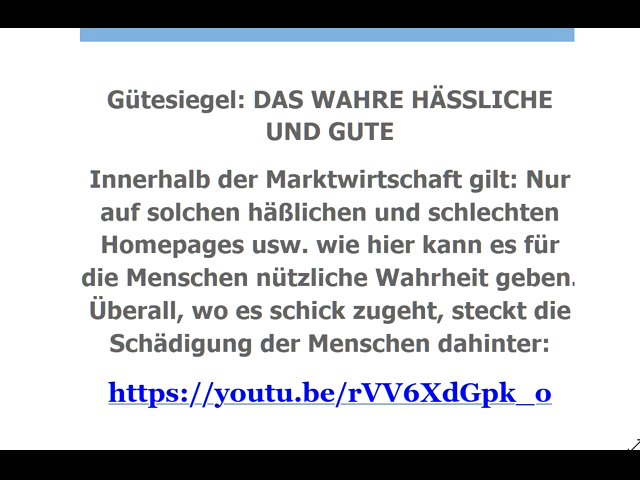 Gütesiegel: DAS WAHRE HÄSSLICHE
UND GUTE
Innerhalb der Marktwirtschaft gilt: Nur
auf solchen häßlichen und schlechten
Homepages usw. wie hier kann es für
die Menschen nützliche Wahrheit geben.
Überall, wo es schick zugeht, steckt die
Schädigung der Menschen dahinter:
https://youtu.be/rVV6XdGpk_o